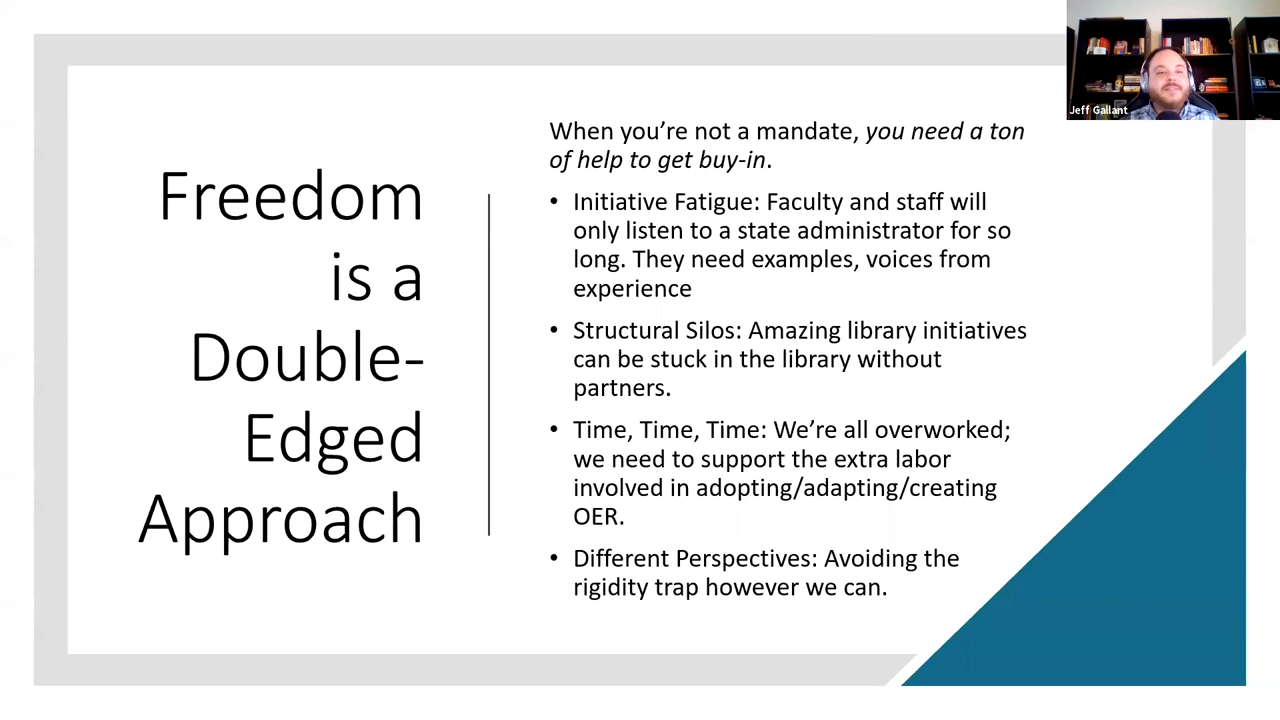 Jeff Gallant
Freedom
is a
Double-
Edged
Approach
When you’re not a mandate, you need a ton
of help to get buy-in.
• Initiative Fatigue: Faculty and staff will
only listen to a state administrator for so
long. They need examples, voices from
experience
• Structural Silos: Amazing library initiatives
can be stuck in the library without
partners.
• Time, Time, Time: We’re all overworked;
we need to support the extra labor
involved in adopting/adapting/creating
OER.
• Different Perspectives: Avoiding the
rigidity trap however we can.